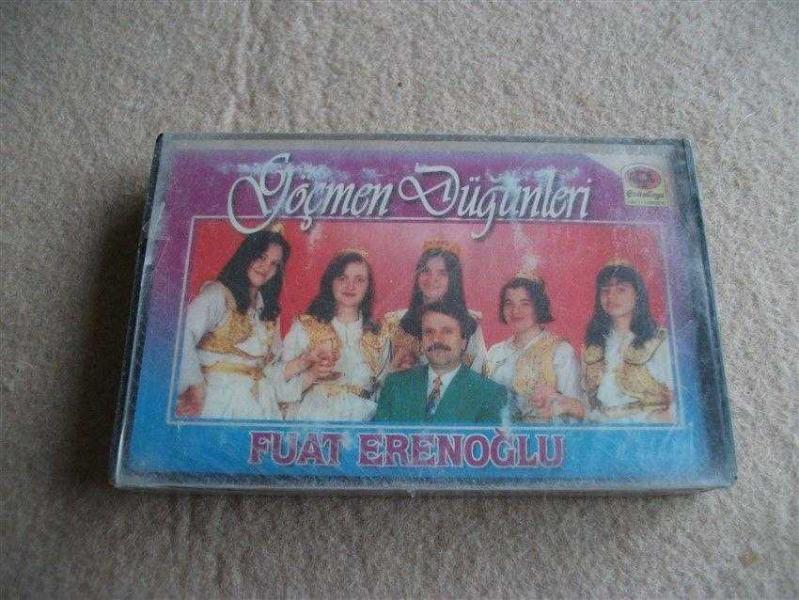 Göçmen Düğünleri
FUAT ERENOĞLU